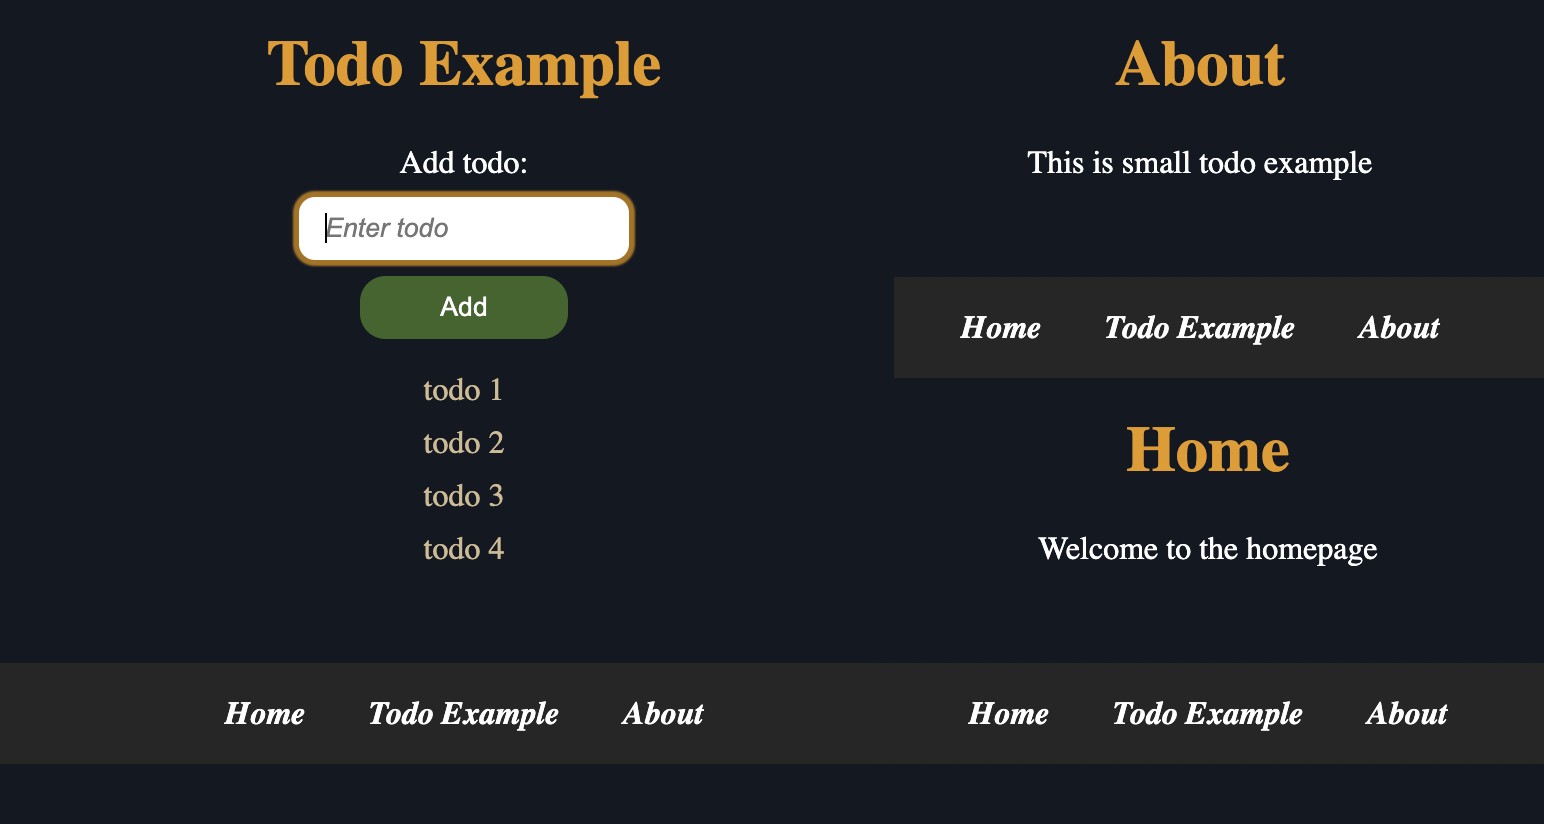 Todo Example
Add todo:
Enter todo
Add
todo 1
todo 2
todo 3
todo 4
Home Todo Example About
About
This is small todo example
Home Todo Example About
Home
Welcome to the homepage
Home Todo Example About